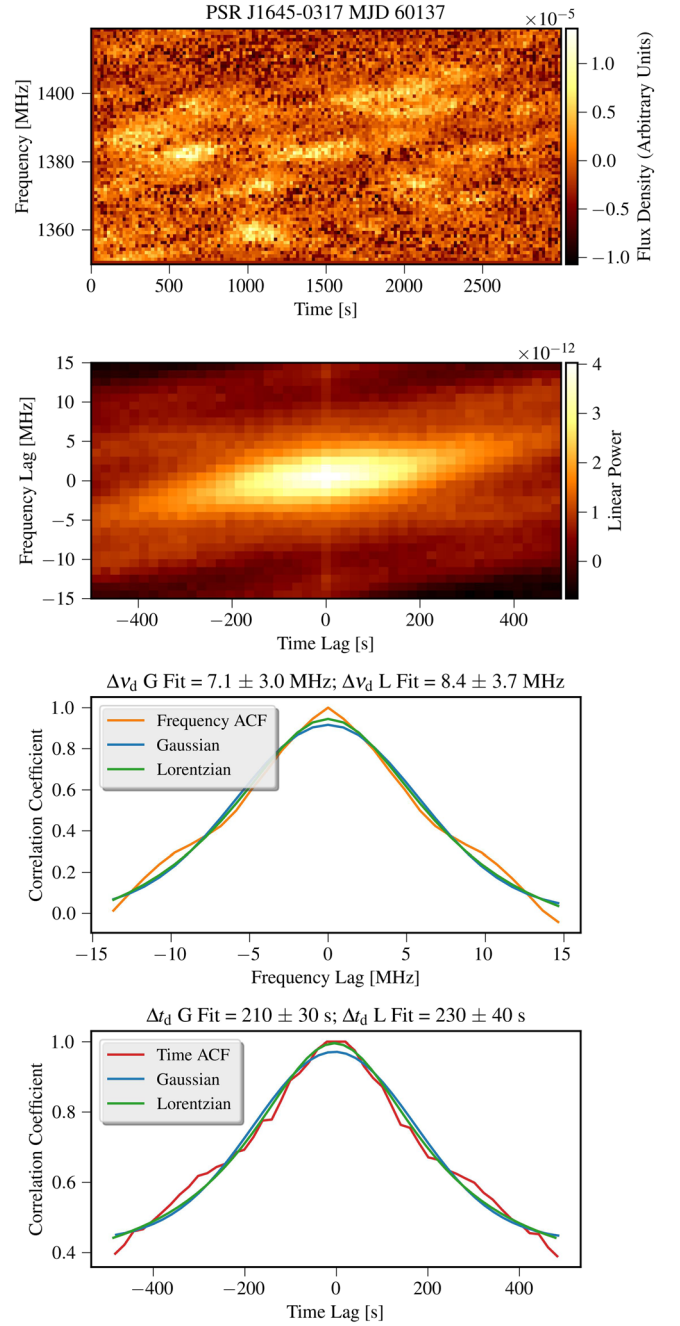 PSR J1645-0317 MJD 60137
×10⁻⁵
Frequency [MHz]
1400
1380
1360
0 500 1000 1500 2000 2500
Time [s]
1.0
0.5
0.0
−0.5
−1.0
Flux Density (Arbitrary Units)
×10⁻¹²
Frequency Lag [MHz]
15
10
5
0
−5
−10
−15
−400 −200 0 200 400
Time Lag [s]
4
3
2
1
0
Linear Power
Δν_d G Fit = 7.1 ± 3.0 MHz; Δν_d L Fit = 8.4 ± 3.7 MHz
Correlation Coefficient
1.0
0.8
0.6
0.4
0.2
0.0
Frequency ACF
Gaussian
Lorentzian
−15 −10 −5 0 5 10 15
Frequency Lag [MHz]
Δt_d G Fit = 210 ± 30 s; Δt_d L Fit = 230 ± 40 s
Correlation Coefficient
1.0
0.8
0.6
0.4
Time ACF
Gaussian
Lorentzian
−400 −200 0 200 400
Time Lag [s]